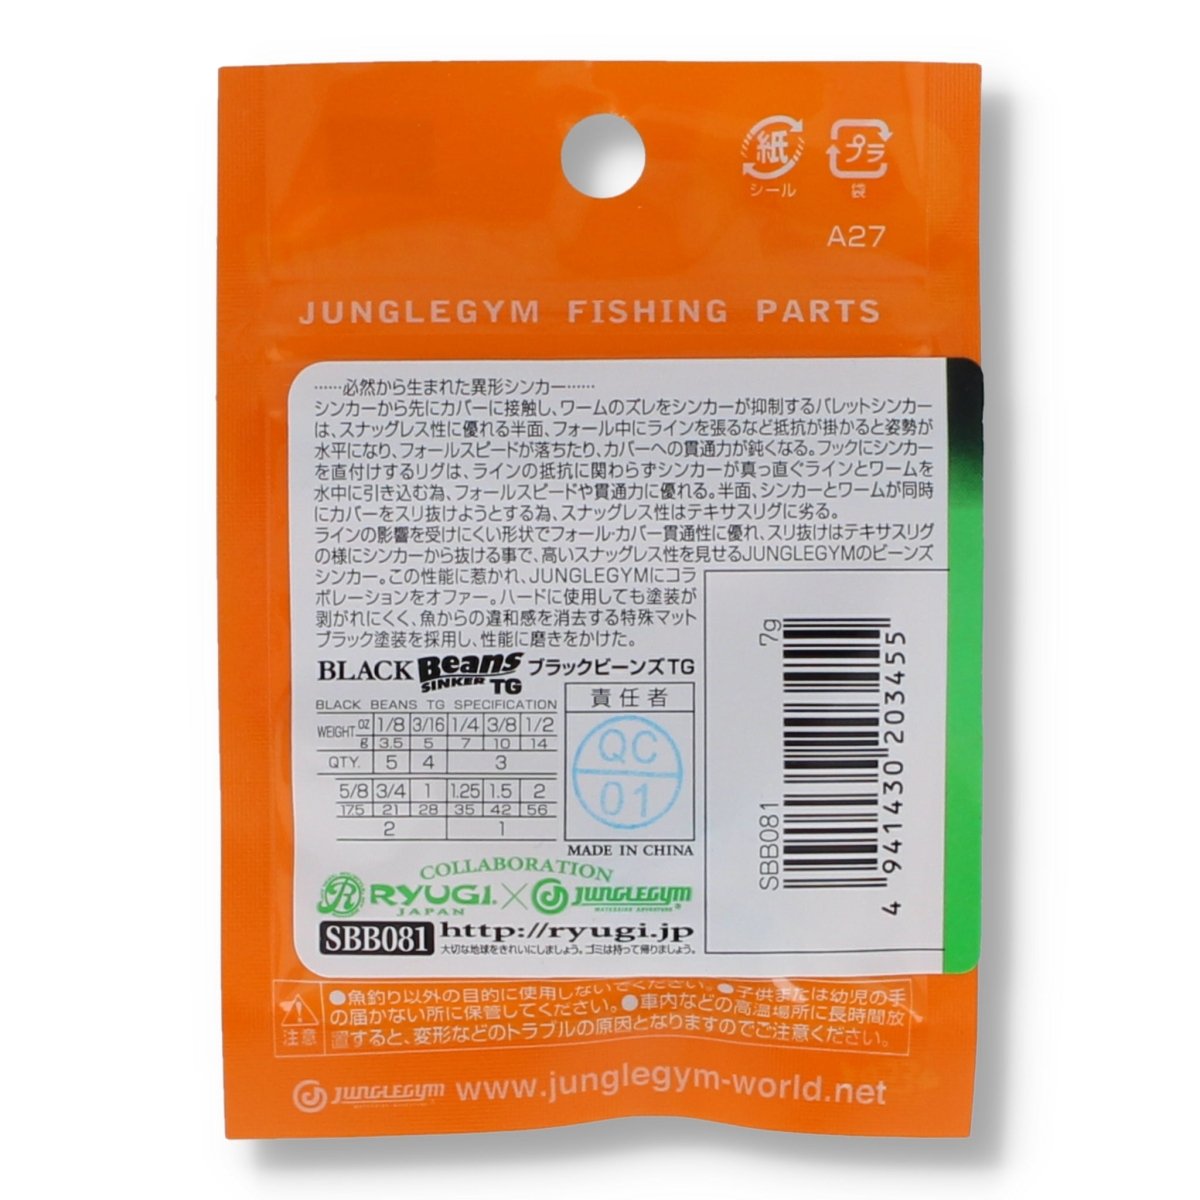 紙
シール
プラ
袋
A27
JUNGLEGYM FISHING PARTS
……必然から生まれた異形シンカー……
シンカーから先にカバーに接触し、ワームのズレをシンカーが抑制するバレットシンカー
は、スナッグレス性に優れる半面、フォール中にラインを張るなど抵抗が掛かると姿勢が
水平になり、フォールスピードが落ちたり、カバーへの貫通力が鈍くなる。フックにシンカー
を直付けするリグは、ラインの抵抗に関わらずシンカーが真っ直ぐラインとワームを
水中に引き込む為、フォールスピードや貫通力に優れる。半面、シンカーとワームが同時
にカバーをスリ抜けようとする為、スナッグレス性はテキサスリグに劣る。
ラインの影響を受けにくい形状でフォール・カバー貫通性に優れ、スリ抜けはテキサスリグ
の様にシンカーから抜ける事で、高いスナッグレス性を見せるJUNGLEGYMのビーンズ
シンカー。この性能に惹かれ、JUNGLEGYMにコラ
ボレーションをオファー。ハードに使用しても塗装が
剥がれにくく、魚からの違和感を消去する特殊マット
ブラック塗装を採用し、性能に磨きをかけた。
BLACK Beans SINKER TG ブラックビーンズTG
BLACK BEANS TG SPECIFICATION
WEIGHT oz 1/8 3/16 1/4 3/8 1/2
g 3.5 5 7 10 14
QTY. 5 4 3
5/8 3/4 1 1.25 1.5 2
17.5 21 28 35 42 56
2 1
責任者
QC
01
MADE IN CHINA
COLLABORATION
R RYUGI JAPAN × JUNGLEGYM WATERSIDE ADVENTURE
SBB081 http://ryugi.jp
大切な地球をきれいにしましょう。ゴミは持って帰りましょう。
7g
SBB081
4 941430 203455
注意
●魚釣り以外の目的に使用しないでください。●子供または幼児の手
の届かない所に保管してください。●車内などの高温場所に長時間放
置すると、変形などのトラブルの原因となりますのでご注意ください。
JUNGLEGYM WATERSIDE ADVENTURE www.junglegym-world.net